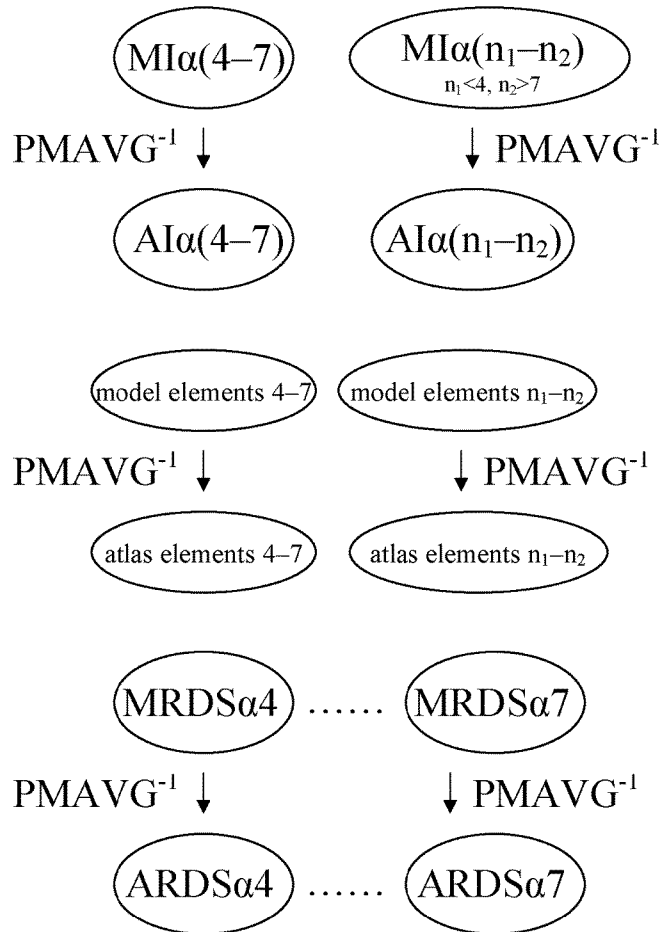 MIα(4–7) MIα(n₁–n₂)
n₁<4, n₂>7
PMAVG⁻¹ PMAVG⁻¹
AIα(4–7) AIα(n₁–n₂)
model elements 4–7 model elements n₁–n₂
PMAVG⁻¹ PMAVG⁻¹
atlas elements 4–7 atlas elements n₁–n₂
MRDSα4 ...... MRDSα7
PMAVG⁻¹ PMAVG⁻¹
ARDSα4 ...... ARDSα7